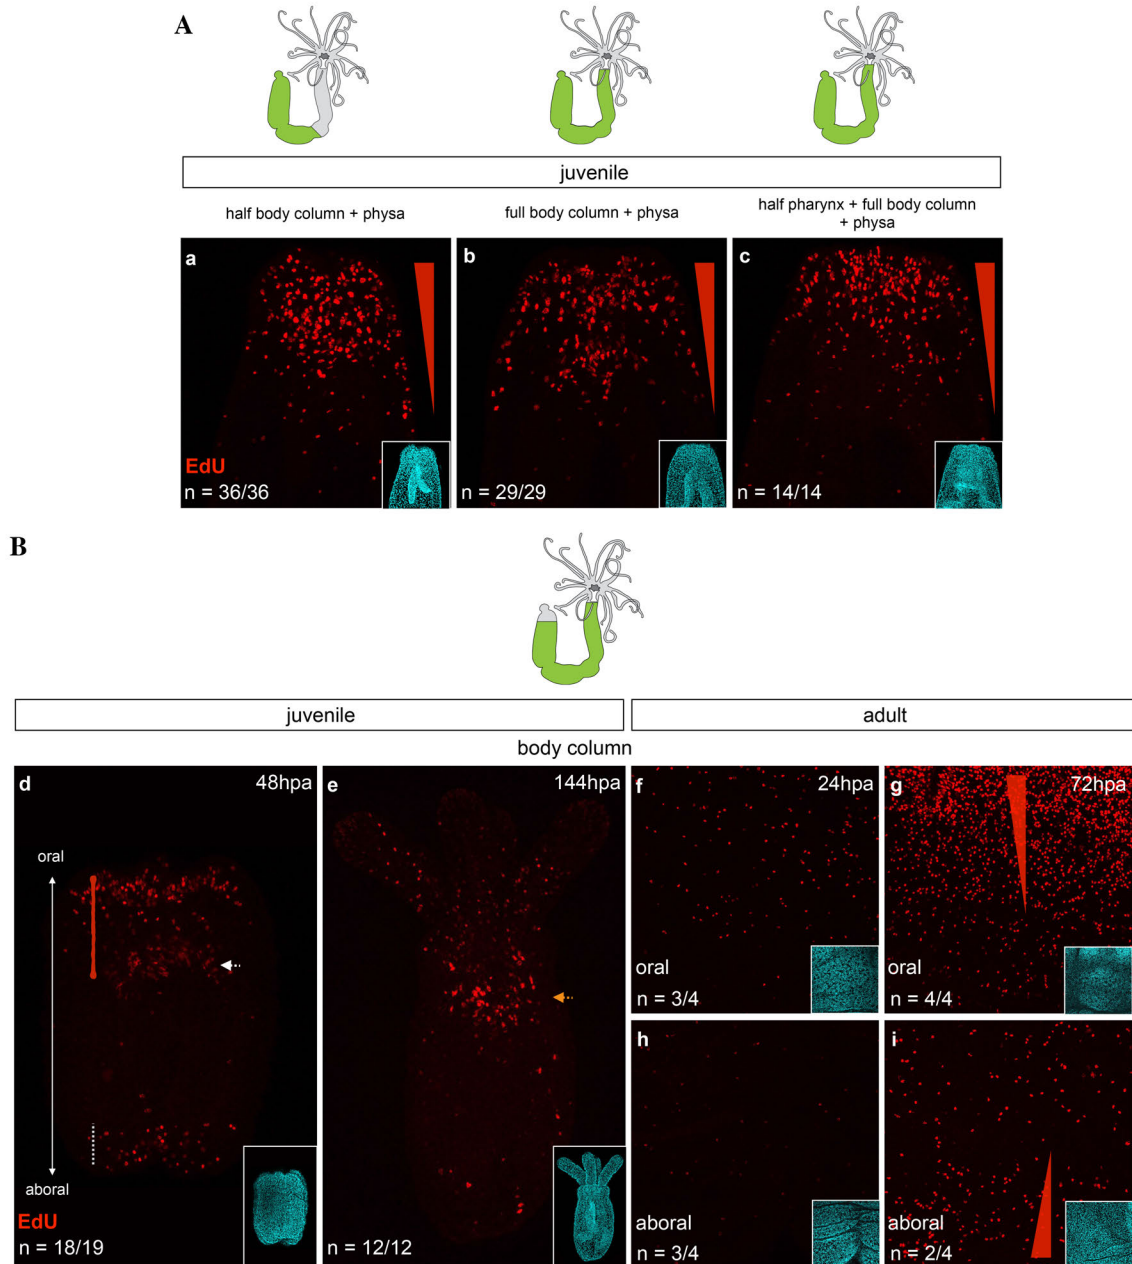 A
juvenile
half body column + physa
full body column + physa
half pharynx + full body column
+ physa
a
b
c
EdU
n = 36/36
n = 29/29
n = 14/14
B
juvenile
adult
body column
d
48hpa
e
144hpa
f
24hpa
g
72hpa
oral
aboral
EdU
n = 18/19
n = 12/12
oral
n = 3/4
oral
n = 4/4
h
i
aboral
n = 3/4
aboral
n = 2/4